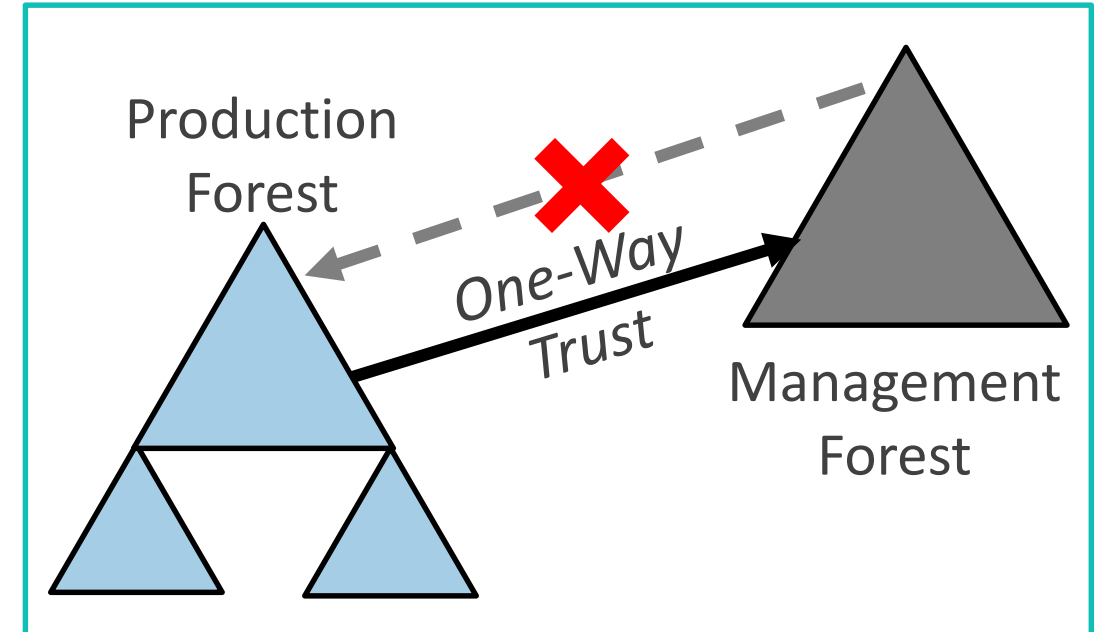 Production
Forest
One-Way
Trust
Management
Forest